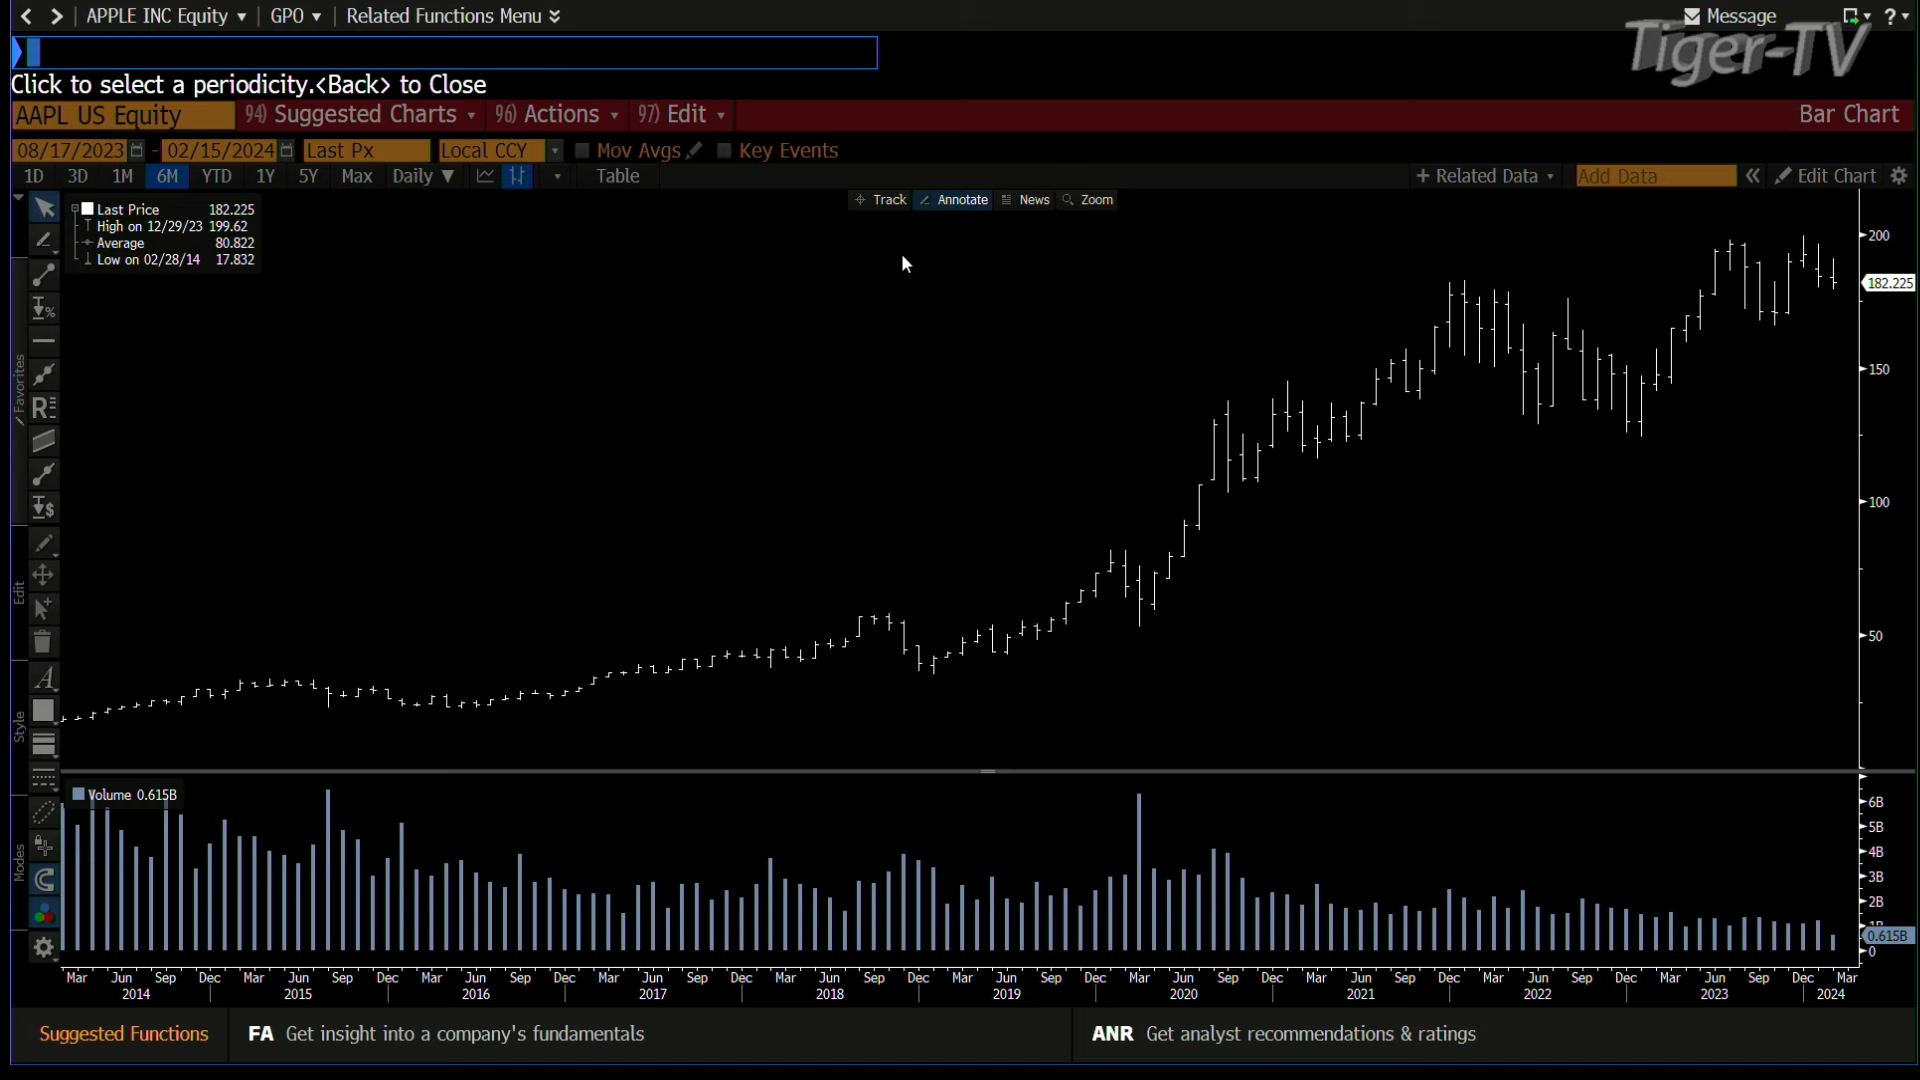 APPLE INC Equity GPO Related Functions Menu Message ?
Tiger-TV
Click to select a periodicity.<Back> to Close
AAPL US Equity 94) Suggested Charts 96) Actions 97) Edit Bar Chart
08/17/2023 - 02/15/2024 Last Px Local CCY Mov Avgs Key Events
1D 3D 1M 6M YTD 1Y 5Y Max Daily Table + Related Data Add Data Edit Chart
Track Annotate News Zoom
Last Price 182.225
High on 12/29/23 199.62
Average 80.822
Low on 02/28/14 17.832
200
182.225
150
100
50
Favorites
Edit
Style
Modes
Volume 0.615B
6B
5B
4B
3B
2B
1B
0.615B
0
Mar Jun Sep Dec Mar Jun Sep Dec Mar Jun Sep Dec Mar Jun Sep Dec Mar Jun Sep Dec Mar Jun Sep Dec Mar Jun Sep Dec Mar Jun Sep Dec Mar Jun Sep Dec Mar Jun Sep Dec Mar
2014 2015 2016 2017 2018 2019 2020 2021 2022 2023 2024
Suggested Functions FA Get insight into a company's fundamentals ANR Get analyst recommendations & ratings